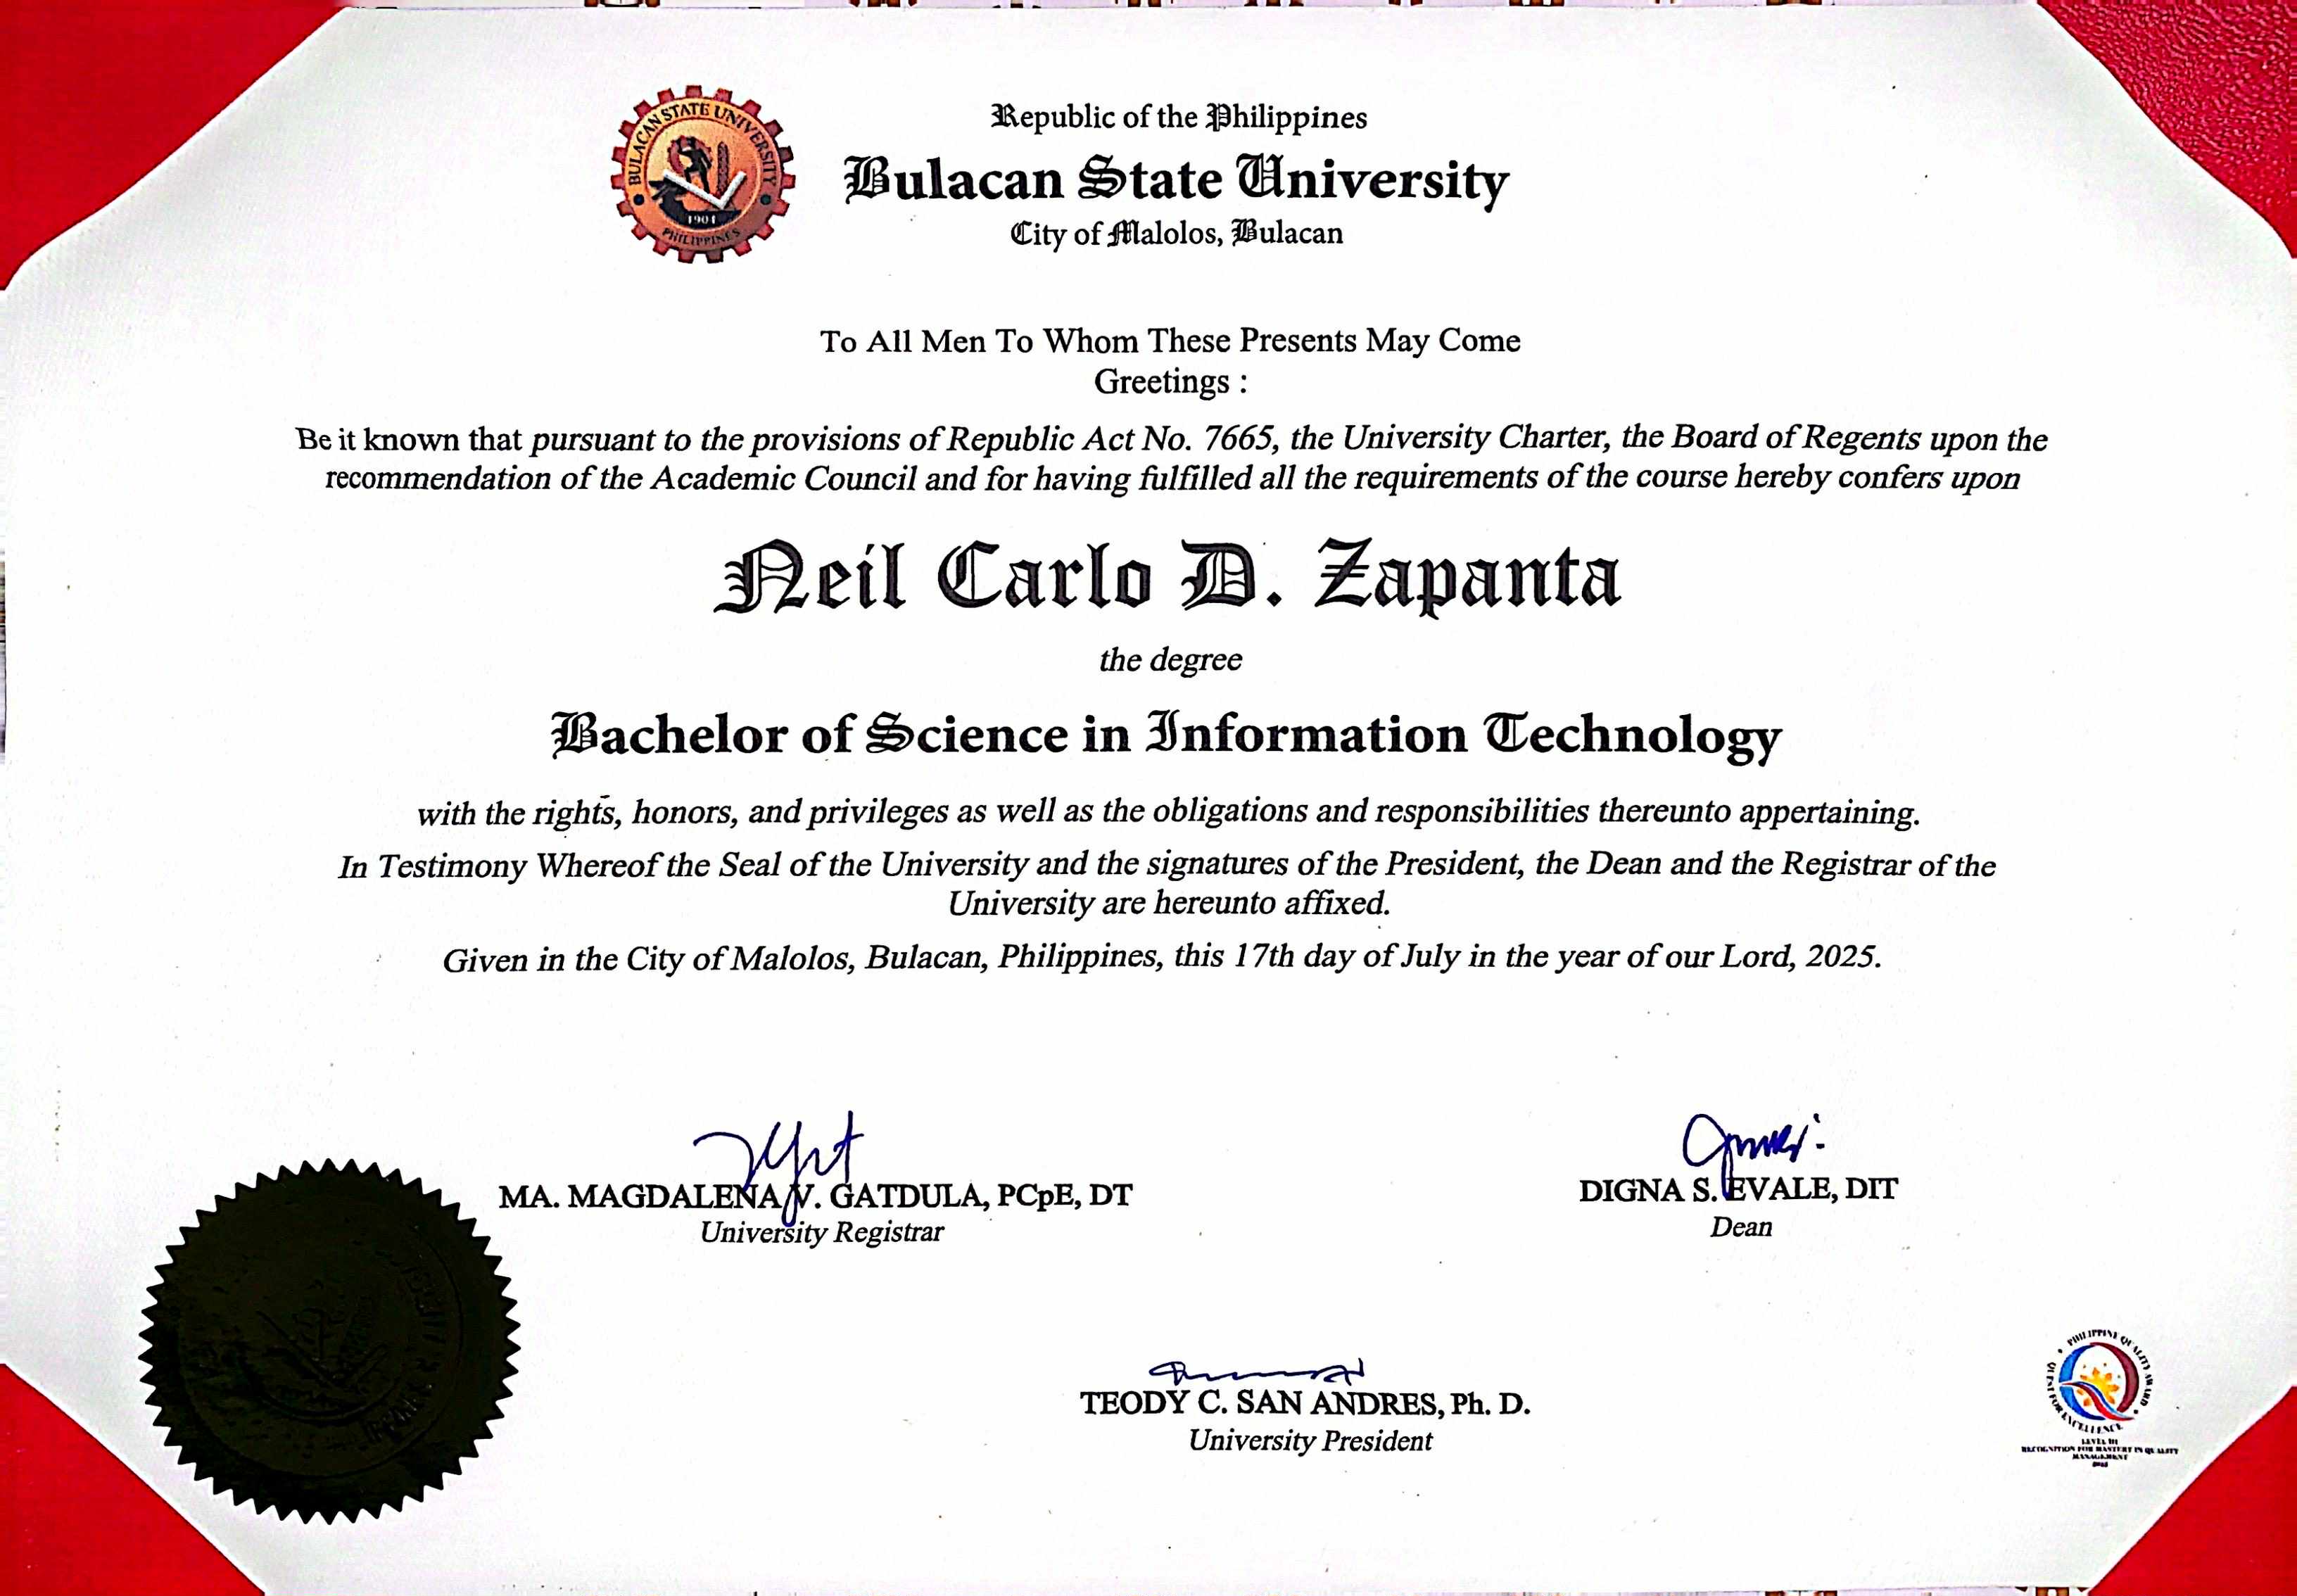 BULACAN STATE UNIVERSITY
1904
PHILIPPINES
Republic of the Philippines
Bulacan State University
City of Malolos, Bulacan
To All Men To Whom These Presents May Come
Greetings :
Be it known that pursuant to the provisions of Republic Act No. 7665, the University Charter, the Board of Regents upon the
recommendation of the Academic Council and for having fulfilled all the requirements of the course hereby confers upon
Neil Carlo D. Zapanta
the degree
Bachelor of Science in Information Technology
with the rights, honors, and privileges as well as the obligations and responsibilities thereunto appertaining.
In Testimony Whereof the Seal of the University and the signatures of the President, the Dean and the Registrar of the
University are hereunto affixed.
Given in the City of Malolos, Bulacan, Philippines, this 17th day of July in the year of our Lord, 2025.
MA. MAGDALENA V. GATDULA, PCpE, DT
University Registrar
DIGNA S. EVALE, DIT
Dean
TEODY C. SAN ANDRES, Ph. D.
University President
PHILIPPINE QUALITY AWARD
QUEST FOR EXCELLENCE
LEVEL III
RECOGNITION FOR MASTERY IN QUALITY
MANAGEMENT